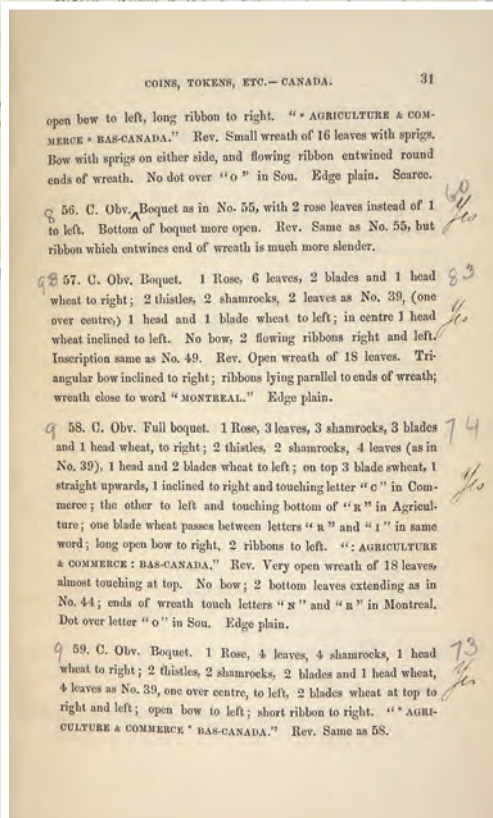 COINS, TOKENS, ETC.—CANADA. 31
open bow to left, long ribbon to right. "* AGRICULTURE & COM-
MERCE * BAS-CANADA." Rev. Small wreath of 16 leaves with sprigs.
Bow with sprigs on either side, and flowing ribbon entwined round
ends of wreath. No dot over "O" in Sou. Edge plain. Scarce.
8 56. C. Obv. Boquet as in No. 55, with 2 rose leaves instead of 1 60
to left. Bottom of boquet more open. Rev. Same as No. 55, but Yes
ribbon which entwines end of wreath is much more slender.
57. C. Obv. Boquet. 1 Rose, 6 leaves, 2 blades and 1 head 83
wheat to right; 2 thistles, 2 shamrocks, 2 leaves as No. 39, (one
over centre,) 1 head and 1 blade wheat to left; in centre 1 head Yes
wheat inclined to left. No bow, 2 flowing ribbons right and left.
Inscription same as No. 49. Rev. Open wreath of 18 leaves. Tri-
angular bow inclined to right; ribbons lying parallel to ends of wreath;
wreath close to word "MONTREAL." Edge plain.
9 58. C. Obv. Full boquet. 1 Rose, 3 leaves, 3 shamrocks, 3 blades 74
and 1 head wheat, to right; 2 thistles, 2 shamrocks, 4 leaves (as in
No. 39), 1 head and 2 blades wheat to left; on top 3 blade swheat, 1
straight upwards, 1 inclined to right and touching letter "C" in Com- Yes
merce; the other to left and touching bottom of "R" in Agricul-
ture; one blade wheat passes between letters "R" and "I" in same
word; long open bow to right, 2 ribbons to left. ": AGRICULTURE
& COMMERCE : BAS-CANADA." Rev. Very open wreath of 18 leaves,
almost touching at top. No bow; 2 bottom leaves extending as in
No. 44; ends of wreath touch letters "N" and "R" in Montreal.
Dot over letter "O" in Sou. Edge plain.
9 59. C. Obv. Boquet. 1 Rose, 4 leaves, 4 shamrocks, 1 head 73
wheat to right; 2 thistles, 2 shamrocks, 2 blades and 1 head wheat, Yes
4 leaves as No. 39, one over centre, to left, 2 blades wheat at top to
right and left; open bow to left; short ribbon to right. "* AGRI-
CULTURE & COMMERCE * BAS-CANADA." Rev. Same as 58.